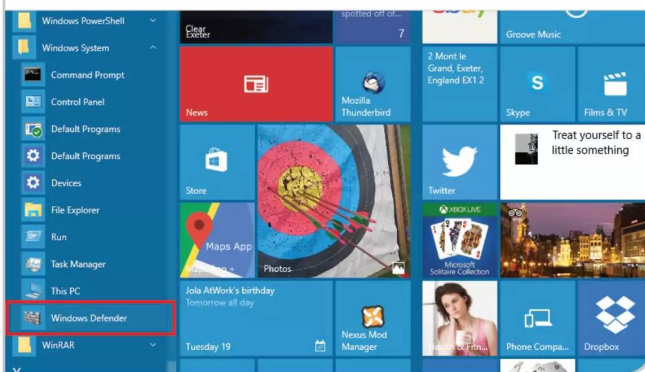 Windows PowerShell
Windows System
Command Prompt
Control Panel
Default Programs
Default Programs
Devices
File Explorer
Run
Task Manager
This PC
Windows Defender
WinRAR
Clear
Exeter
spotted off of...
7
News
Mozilla
Thunderbird
Store
Maps App
Photos
Jola AtWork's birthday
Tomorrow all day
Tuesday 19
Nexus Mod
Manager
Groove Music
2 Mont le
Grand, Exeter,
England EX1 2
S
Skype
Films & TV
Twitter
Treat yourself to a
little something
XBOX LIVE
Microsoft
Solitaire Collection
Phone Compa...
Dropbox